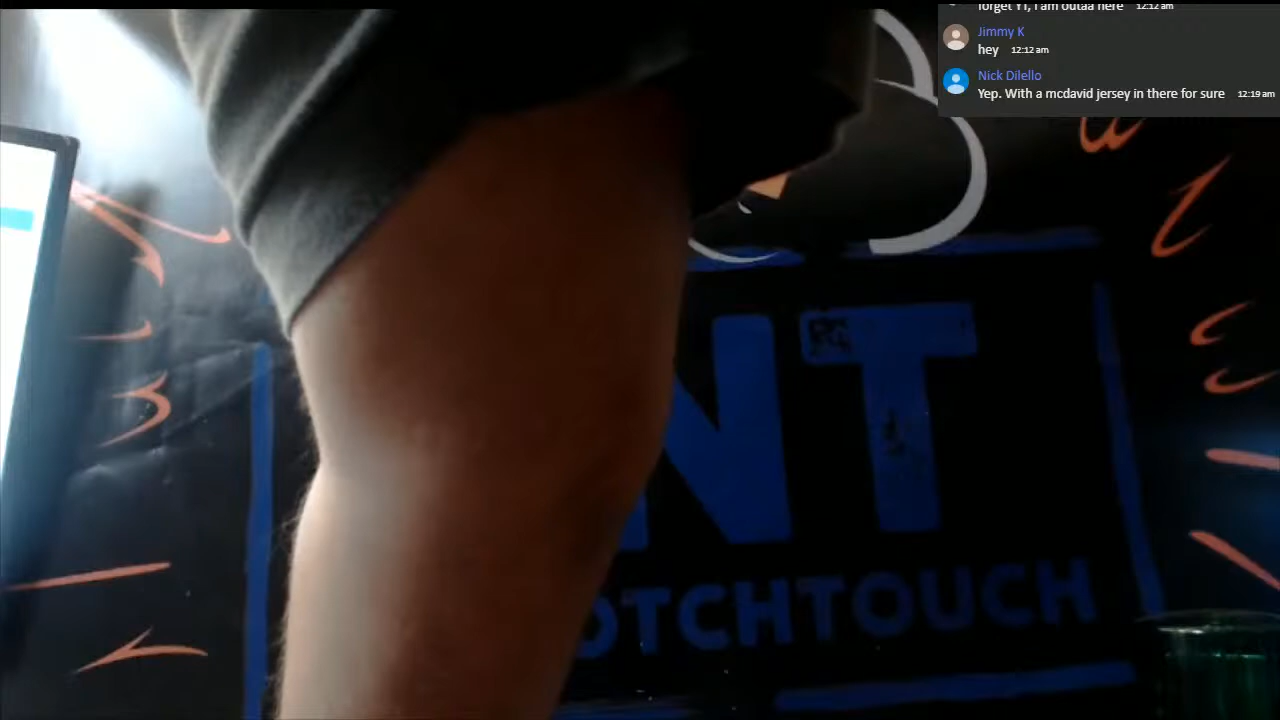 forget YT, I am outaa here 12:12 am
Jimmy K
hey 12:12 am
Nick Dilello
Yep. With a mcdavid jersey in there for sure 12:19 am
NT
OTCHTOUCH